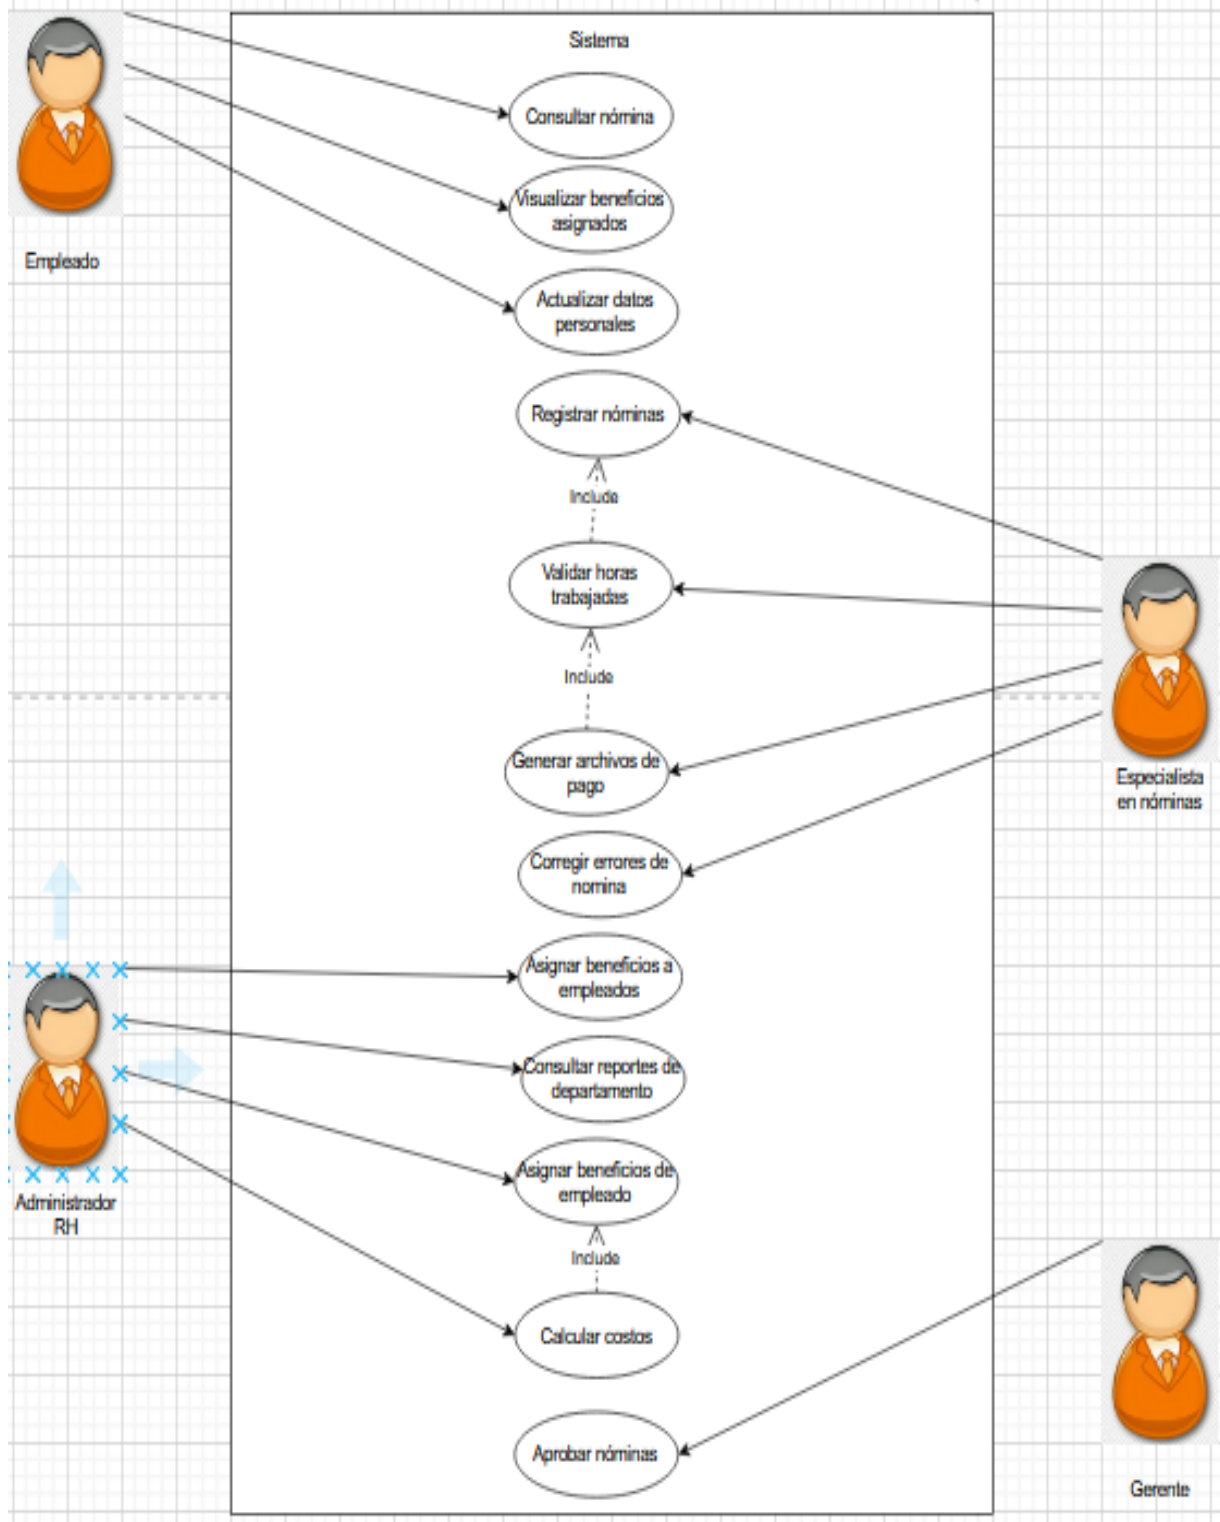 Sistema
Consultar nómina
Visualizar beneficios
asignados
Empleado
Actualizar datos
personales
Registrar nóminas
Include
Validar horas
trabajadas
Include
Generar archivos de
pago
Especialista
en nóminas
Corregir errores de
nomina
Asignar beneficios a
empleados
Consultar reportes de
departamento
Asignar beneficios de
empleado
Administrador
RH
Include
Calcular costos
Aprobar nóminas
Gerente